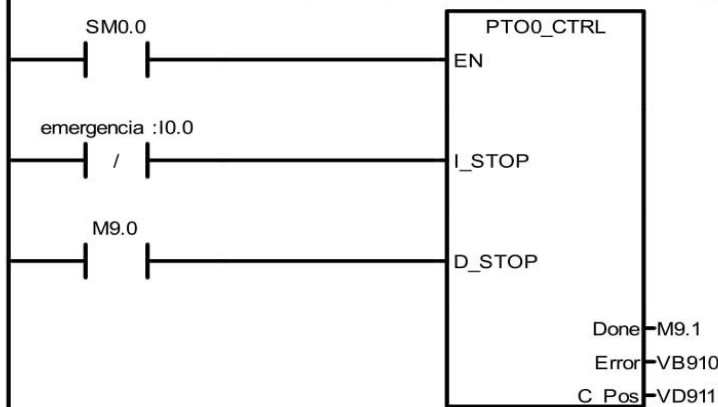 SM0.0
PTO0_CTRL
EN
emergencia :I0.0
/
I_STOP
M9.0
D_STOP
Done M9.1
Error VB910
C_Pos VD911